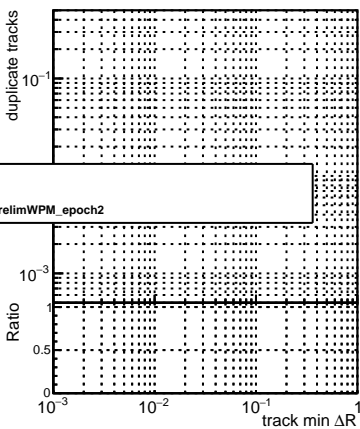 duplicate tracks
10⁻¹
relimWPM_epoch2
10⁻³
Ratio
1
0.5
0
10⁻³ 10⁻² 10⁻¹ 1
track min ΔR